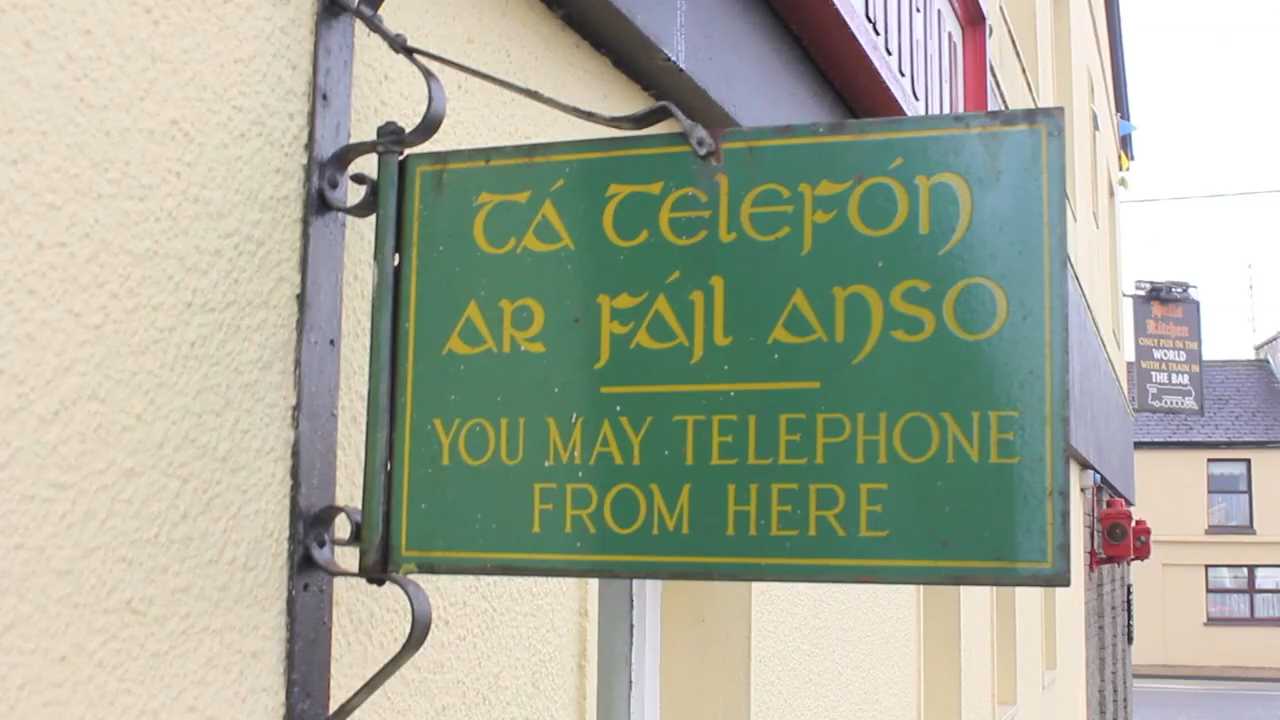 Tá Telefón
ar fáil anso
YOU MAY TELEPHONE
FROM HERE
Kitchen
ONLY PUB IN THE
WORLD
WITH A TRAIN IN
THE BAR